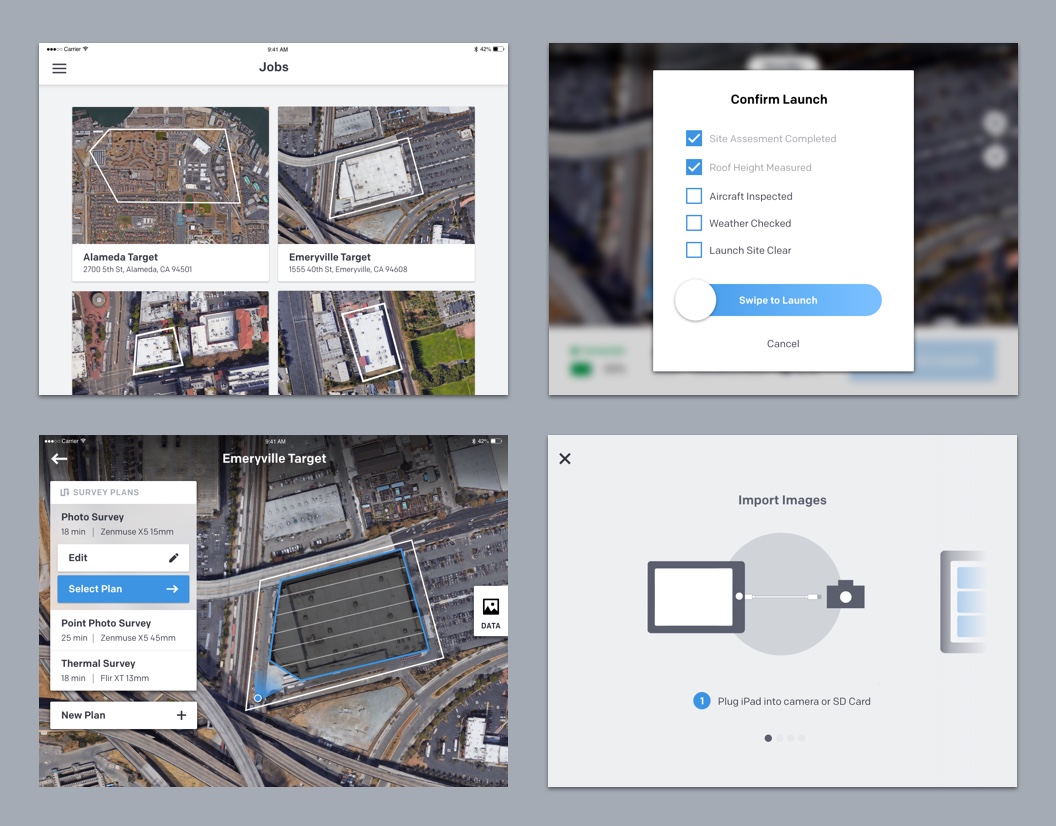 Carrier
9:41 AM
42%
Jobs
Alameda Target
2700 5th St, Alameda, CA 94501
Emeryville Target
1555 40th St, Emeryville, CA 94608
Confirm Launch
Site Assesment Completed
Roof Height Measured
Aircraft Inspected
Weather Checked
Launch Site Clear
Swipe to Launch
Cancel
Carrier
9:41 AM
42%
Emeryville Target
SURVEY PLANS
Photo Survey
18 min | Zenmuse X5 15mm
Edit
Select Plan
Point Photo Survey
25 min | Zenmuse X5 45mm
Thermal Survey
18 min | Flir XT 13mm
New Plan
DATA
Import Images
1 Plug iPad into camera or SD Card